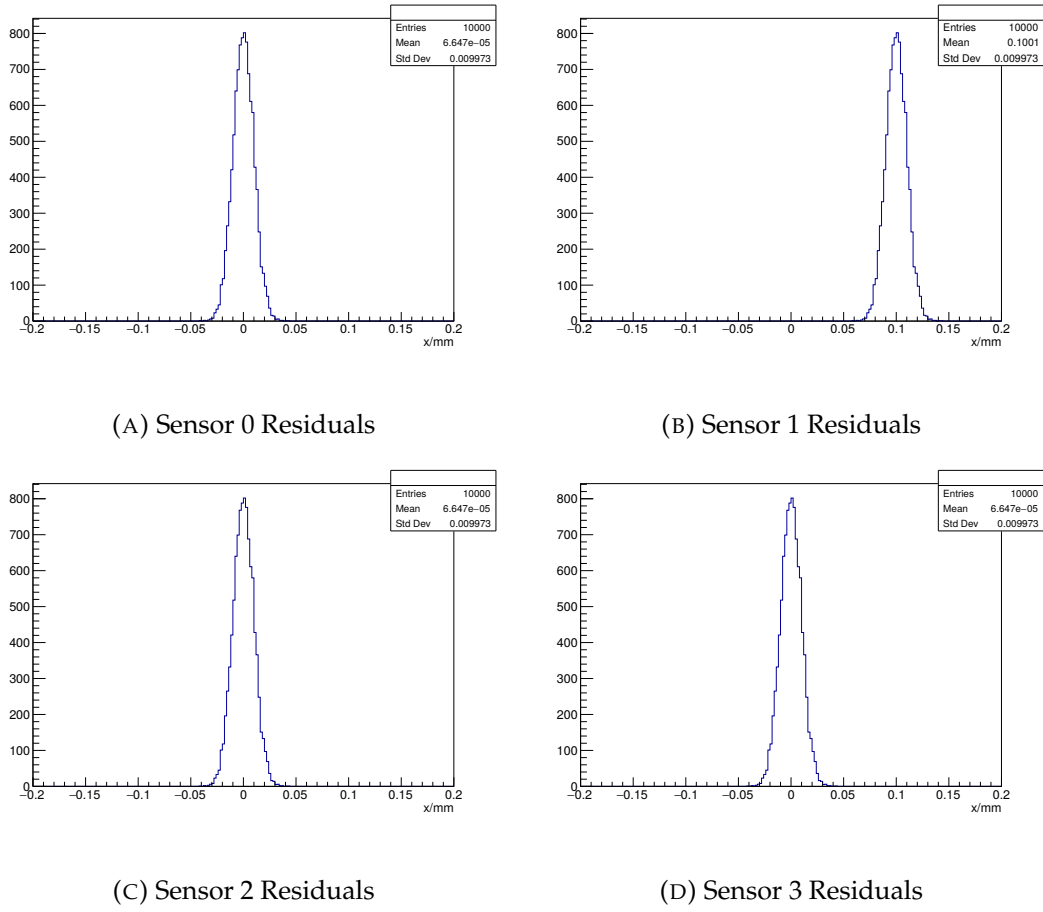 Entries 10000
Mean 6.647e−05
Std Dev 0.009973
800
700
600
500
400
300
200
100
0
−0.2 −0.15 −0.1 −0.05 0 0.05 0.1 0.15 0.2
x/mm
(A) Sensor 0 Residuals
Entries 10000
Mean 0.1001
Std Dev 0.009973
800
700
600
500
400
300
200
100
0
−0.2 −0.15 −0.1 −0.05 0 0.05 0.1 0.15 0.2
x/mm
(B) Sensor 1 Residuals
Entries 10000
Mean 6.647e−05
Std Dev 0.009973
800
700
600
500
400
300
200
100
0
−0.2 −0.15 −0.1 −0.05 0 0.05 0.1 0.15 0.2
x/mm
(C) Sensor 2 Residuals
Entries 10000
Mean 6.647e−05
Std Dev 0.009973
800
700
600
500
400
300
200
100
0
−0.2 −0.15 −0.1 −0.05 0 0.05 0.1 0.15 0.2
x/mm
(D) Sensor 3 Residuals